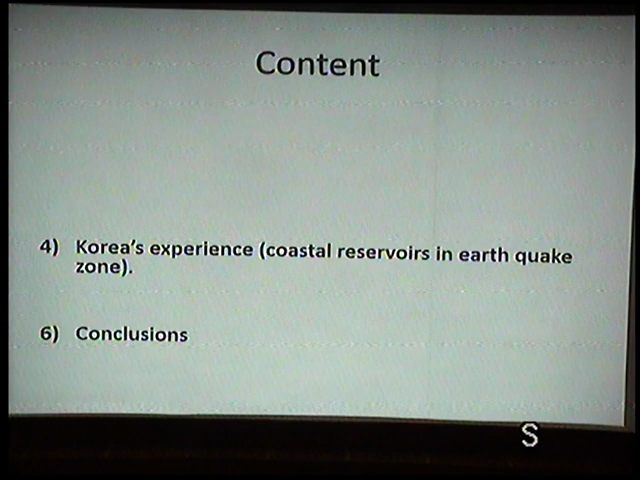 Content
4) Korea's experience (coastal reservoirs in earth quake
zone).
6) Conclusions
S